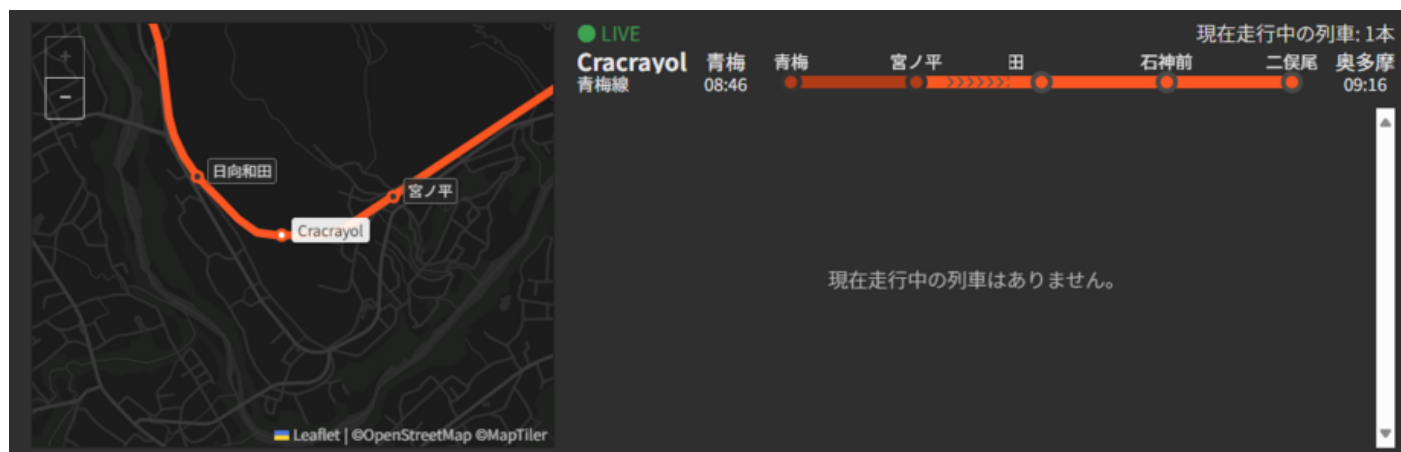 +
−
日向和田
宮ノ平
Cracrayol
Leaflet | ©OpenStreetMap ©MapTiler
LIVE
現在走行中の列車: 1本
Cracrayol
青梅線
青梅
08:46
青梅
宮ノ平
田
石神前
二俣尾
奥多摩
09:16
現在走行中の列車はありません。